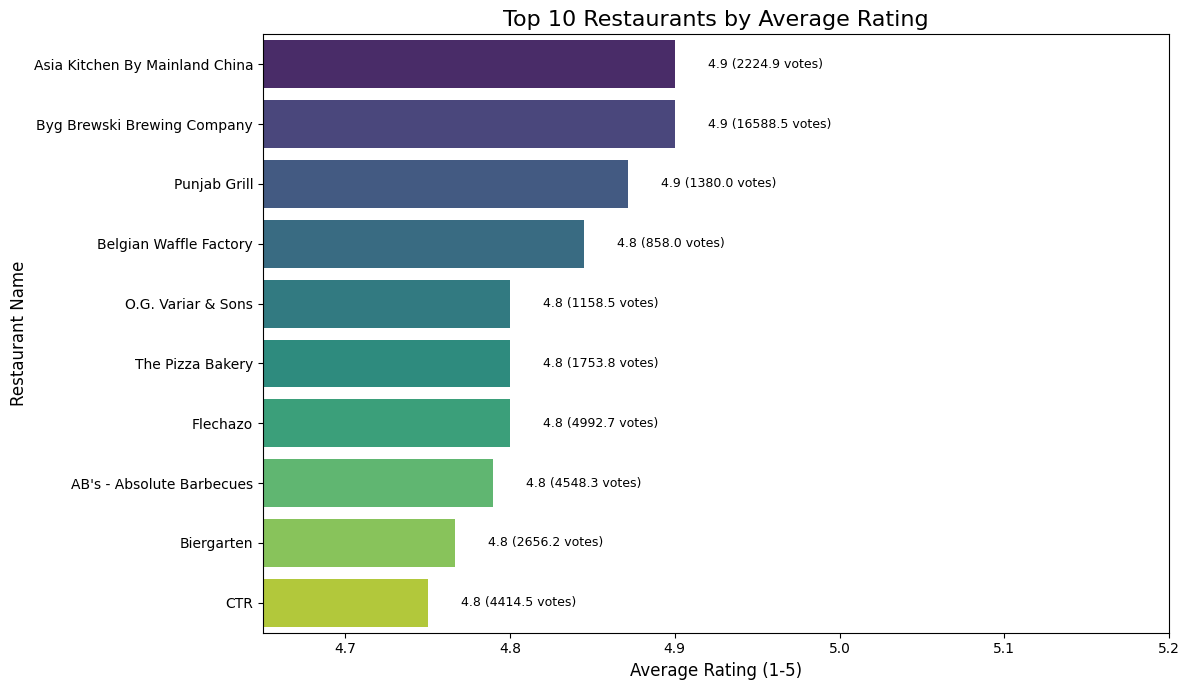 Top 10 Restaurants by Average Rating
Restaurant Name
Asia Kitchen By Mainland China 4.9 (2224.9 votes)
Byg Brewski Brewing Company 4.9 (16588.5 votes)
Punjab Grill 4.9 (1380.0 votes)
Belgian Waffle Factory 4.8 (858.0 votes)
O.G. Variar & Sons 4.8 (1158.5 votes)
The Pizza Bakery 4.8 (1753.8 votes)
Flechazo 4.8 (4992.7 votes)
AB's - Absolute Barbecues 4.8 (4548.3 votes)
Biergarten 4.8 (2656.2 votes)
CTR 4.8 (4414.5 votes)
4.7 4.8 4.9 5.0 5.1 5.2
Average Rating (1-5)